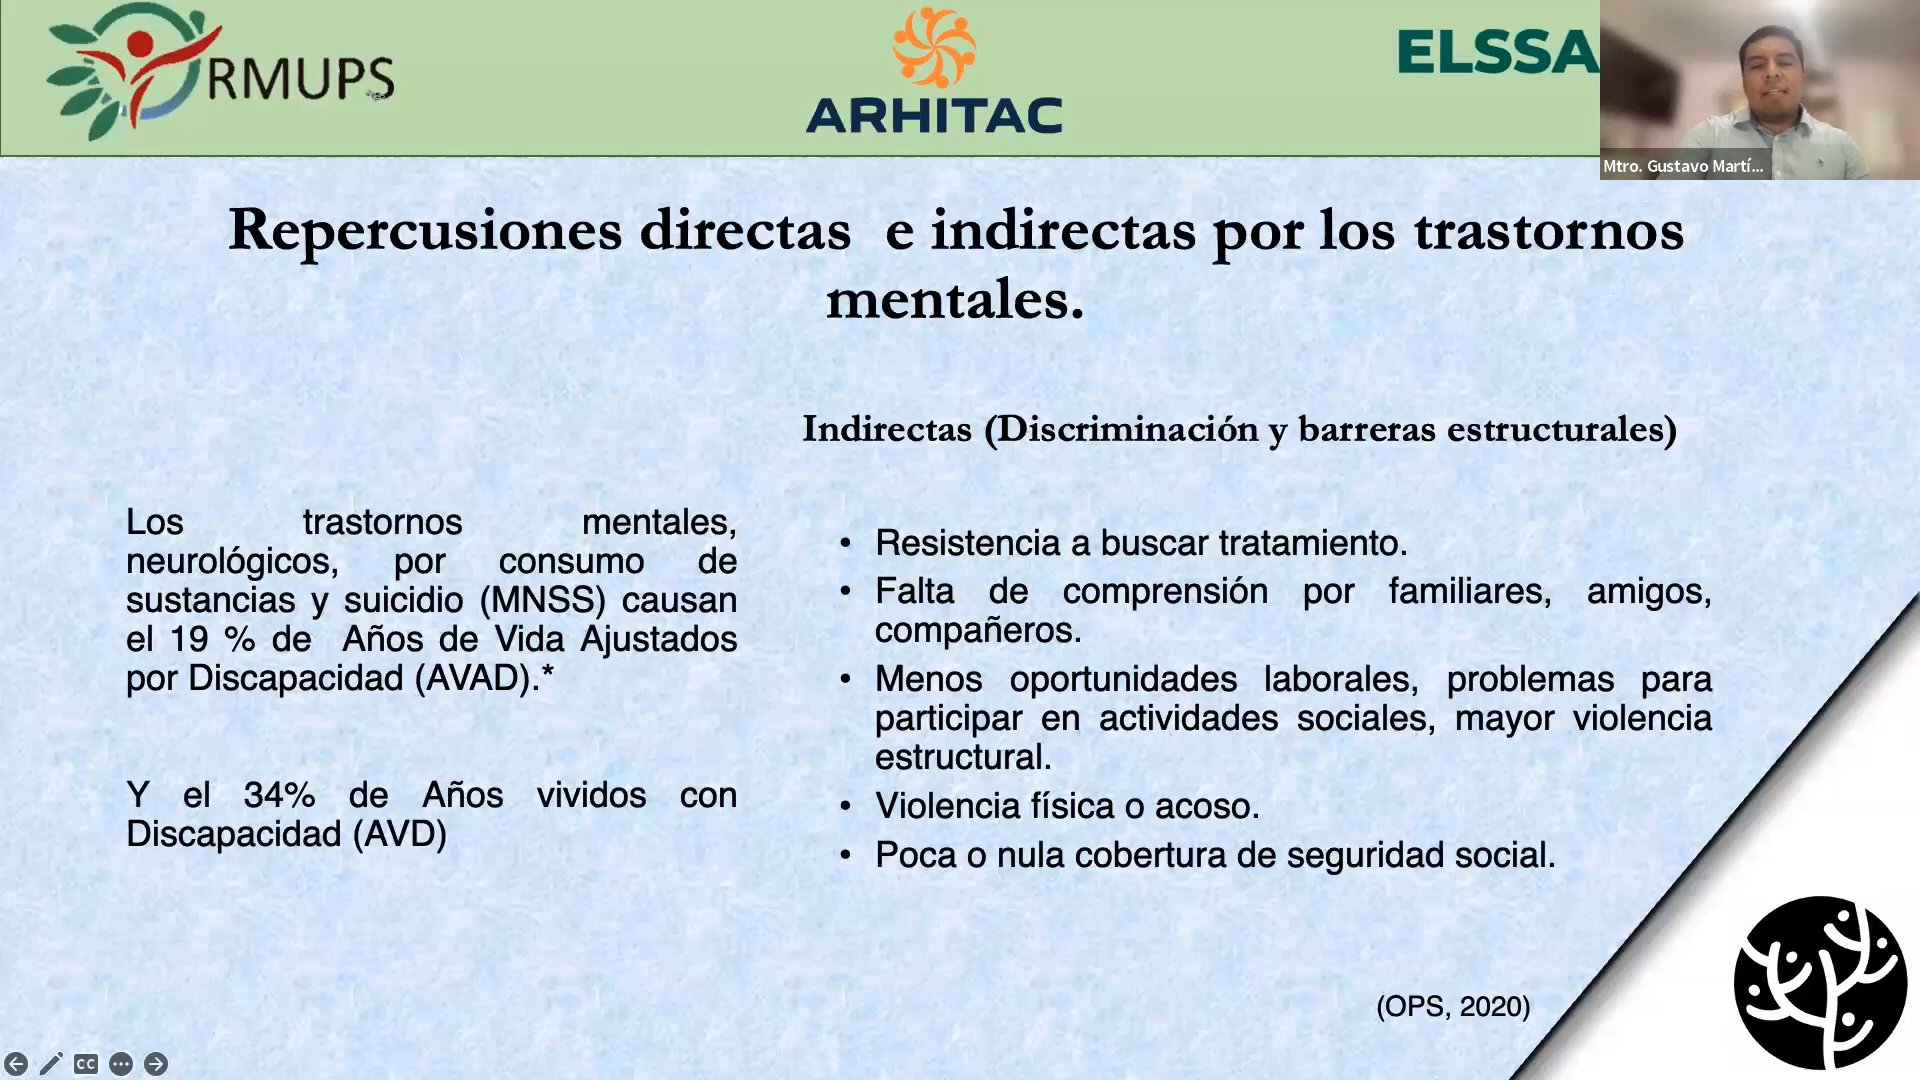 RMUPS
ARHITAC
ELSSA
Mtro. Gustavo Martí...
Repercusiones directas e indirectas por los trastornos
mentales.
Indirectas (Discriminación y barreras estructurales)
Los trastornos mentales,
neurológicos, por consumo de
sustancias y suicidio (MNSS) causan
el 19 % de Años de Vida Ajustados
por Discapacidad (AVAD).*
Y el 34% de Años vividos con
Discapacidad (AVD)
• Resistencia a buscar tratamiento.
• Falta de comprensión por familiares, amigos,
compañeros.
• Menos oportunidades laborales, problemas para
participar en actividades sociales, mayor violencia
estructural.
• Violencia física o acoso.
• Poca o nula cobertura de seguridad social.
(OPS, 2020)
CC